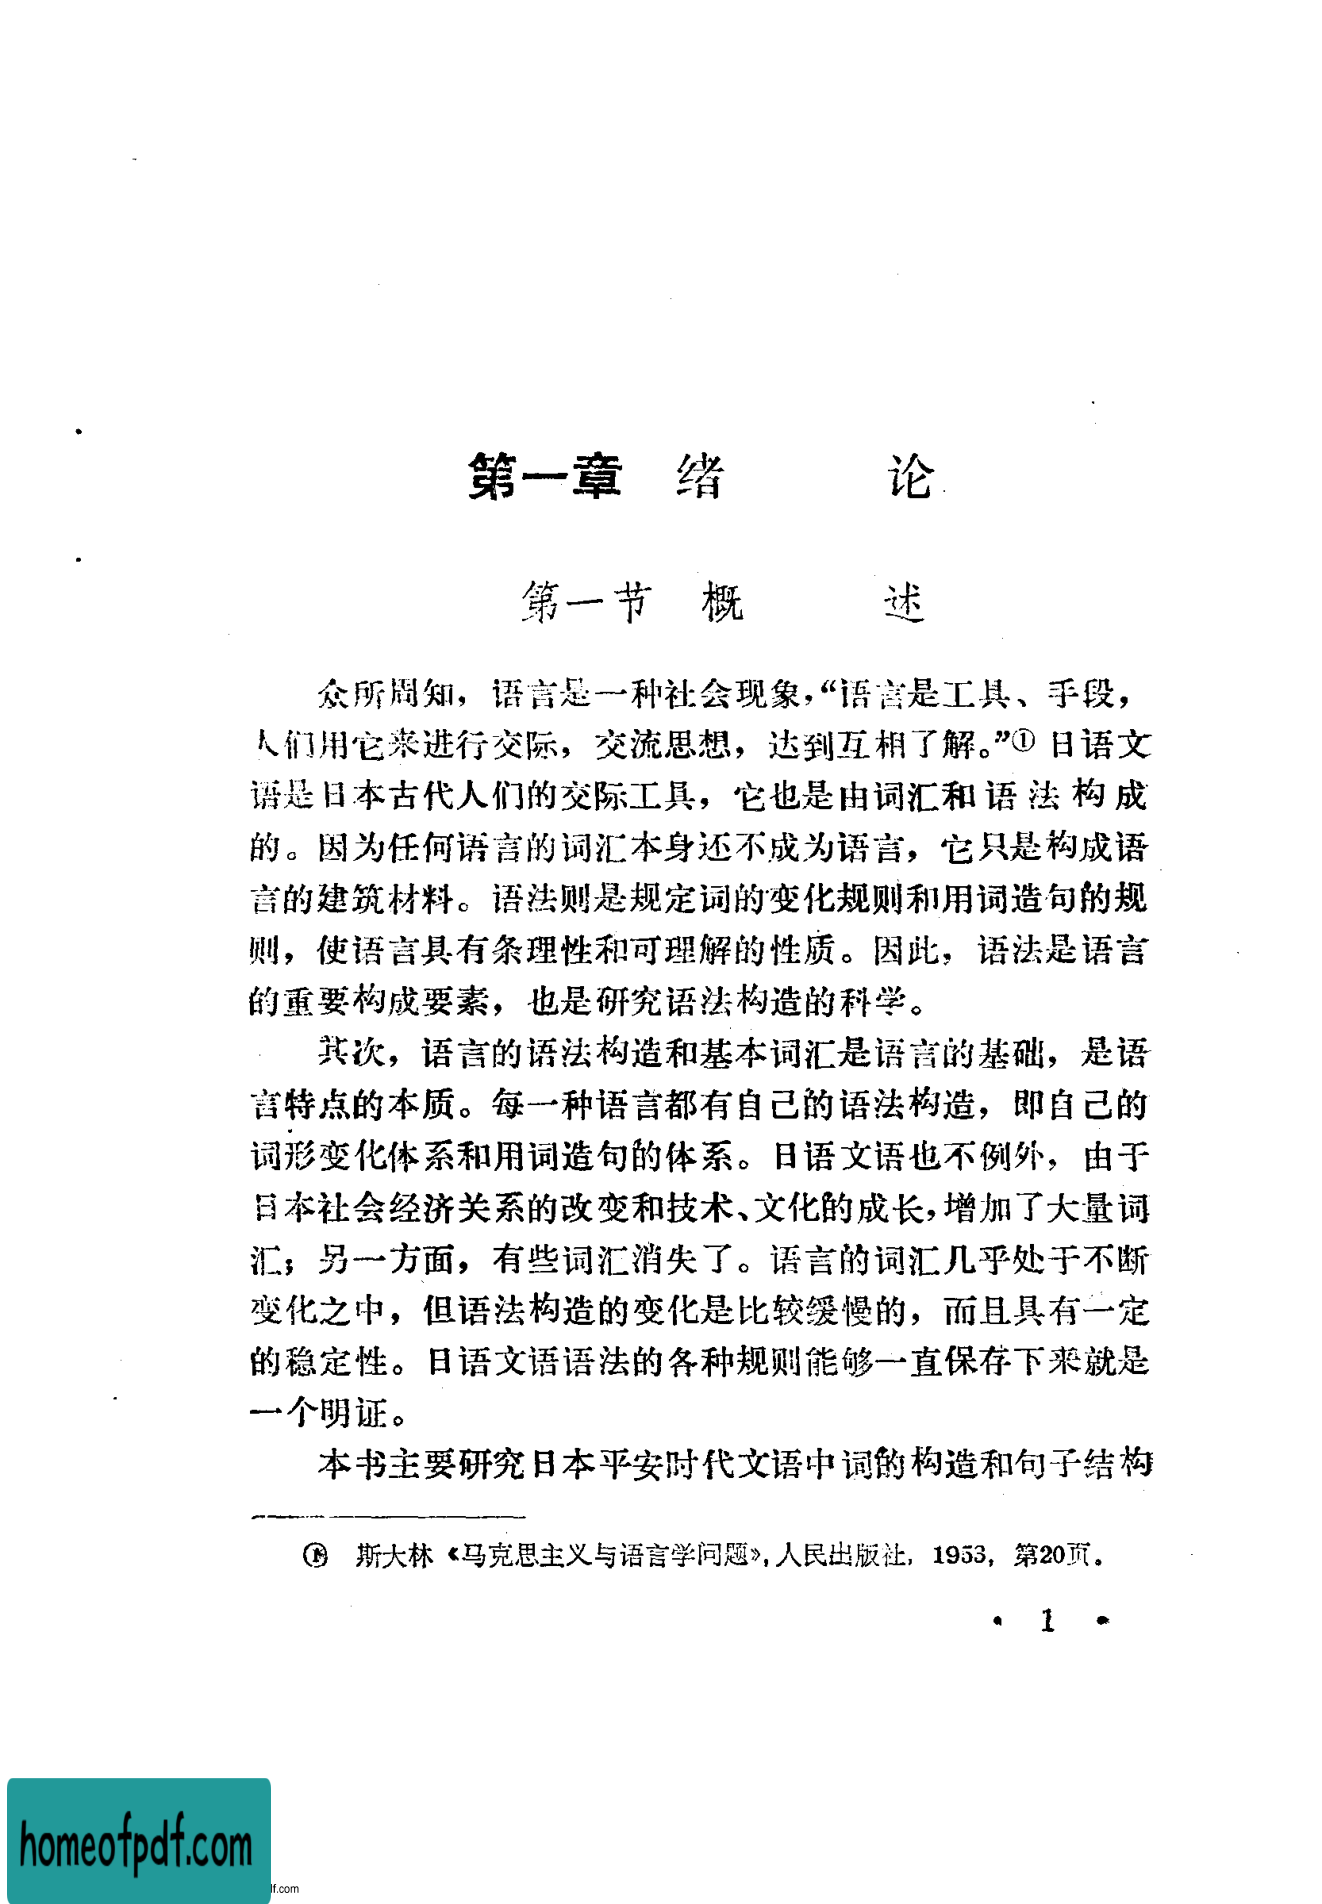 第一章 绪 论
第一节 概 述
众所周知，语言是一种社会现象，“语言是工具、手段，
人们用它来进行交际，交流思想，达到互相了解。”①日语文
语是日本古代人们的交际工具，它也是由词汇和语法构成
的。因为任何语言的词汇本身还不成为语言，它只是构成语
言的建筑材料。语法则是规定词的变化规则和用词造句的规
则，使语言具有条理性和可理解的性质。因此，语法是语言
的重要构成要素，也是研究语法构造的科学。
其次，语言的语法构造和基本词汇是语言的基础，是语
言特点的本质。每一种语言都有自己的语法构造，即自己的
词形变化体系和用词造句的体系。日语文语也不例外，由于
日本社会经济关系的改变和技术、文化的成长，增加了大量词
汇；另一方面，有些词汇消失了。语言的词汇几乎处于不断
变化之中，但语法构造的变化是比较缓慢的，而且具有一定
的稳定性。日语文语语法的各种规则能够一直保存下来就是
一个明证。
本书主要研究日本平安时代文语中词的构造和句子结构
① 斯大林《马克思主义与语言学问题》，人民出版社，1953，第20页。
• 1 •
homeofpdf.com
df.com